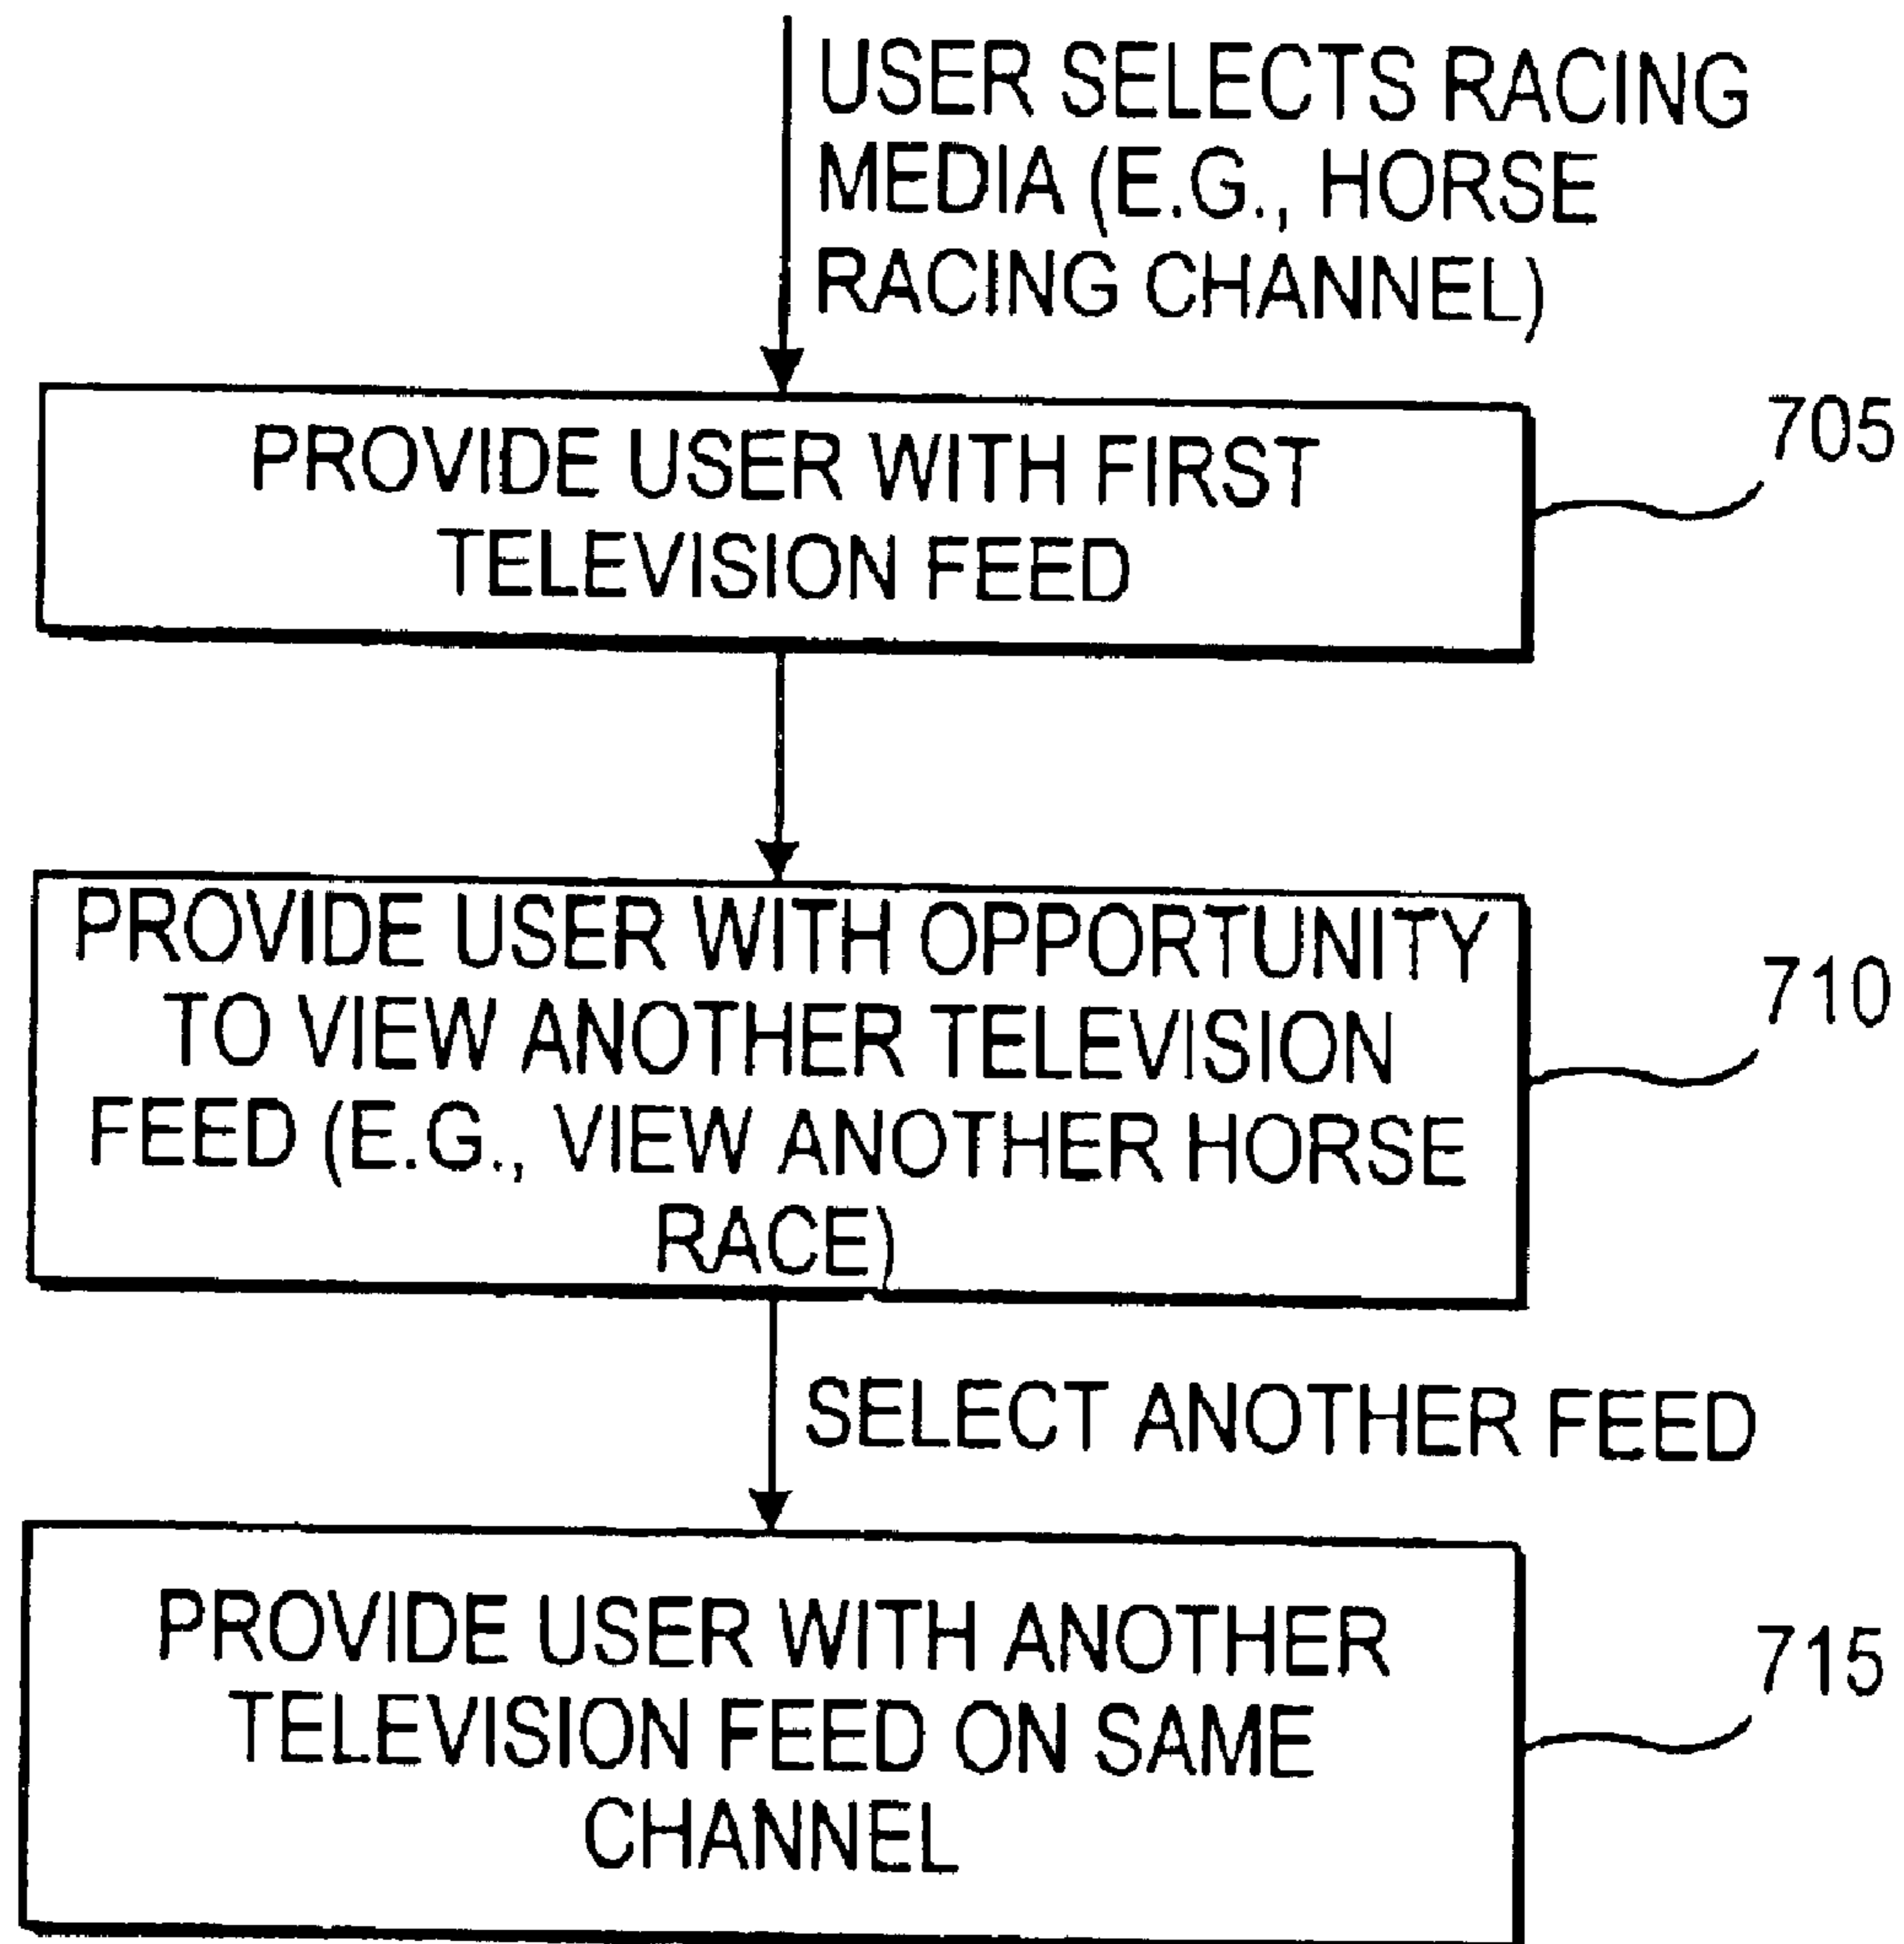 USER SELECTS RACING
MEDIA (E.G., HORSE
RACING CHANNEL)
PROVIDE USER WITH FIRST
TELEVISION FEED
705
PROVIDE USER WITH OPPORTUNITY
TO VIEW ANOTHER TELEVISION
FEED (E.G., VIEW ANOTHER HORSE
RACE)
710
SELECT ANOTHER FEED
PROVIDE USER WITH ANOTHER
TELEVISION FEED ON SAME
CHANNEL
715